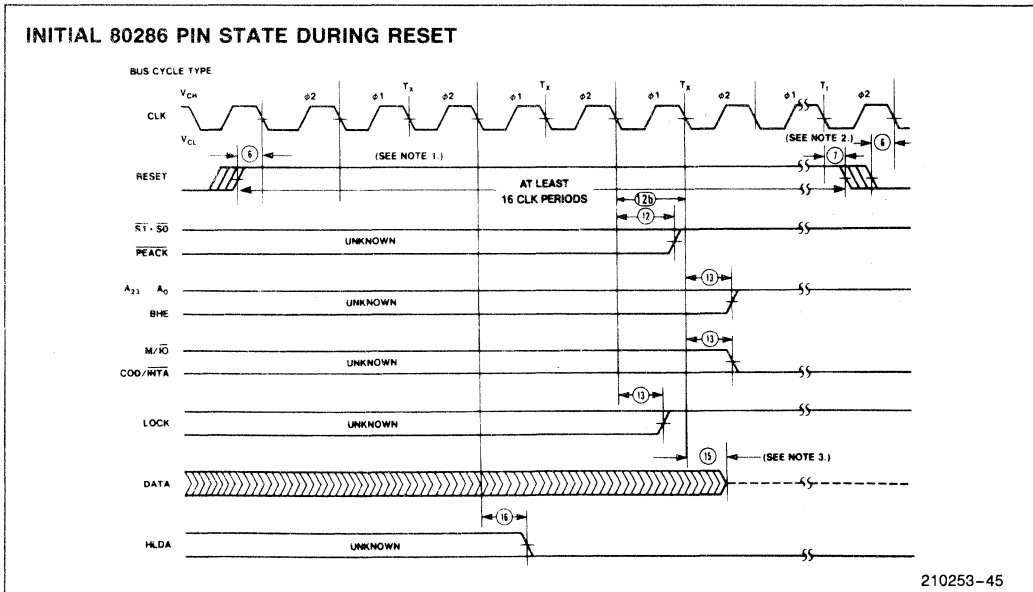 INITIAL 80286 PIN STATE DURING RESET
BUS CYCLE TYPE
VCH
φ2 φ1 TX φ2 φ1 TX φ2 φ1 TX φ2 φ1 TI φ2
CLK
VCL
(SEE NOTE 2.)
6 (SEE NOTE 1.) 7 6
RESET
AT LEAST
16 CLK PERIODS
12b
12
S1 · S0
UNKNOWN
PEACK
13
A23 A0
UNKNOWN
BHE
13
M/IO
UNKNOWN
COD/INTA
13
LOCK
UNKNOWN
15 (SEE NOTE 3.)
DATA
16
HLDA
UNKNOWN
210253-45